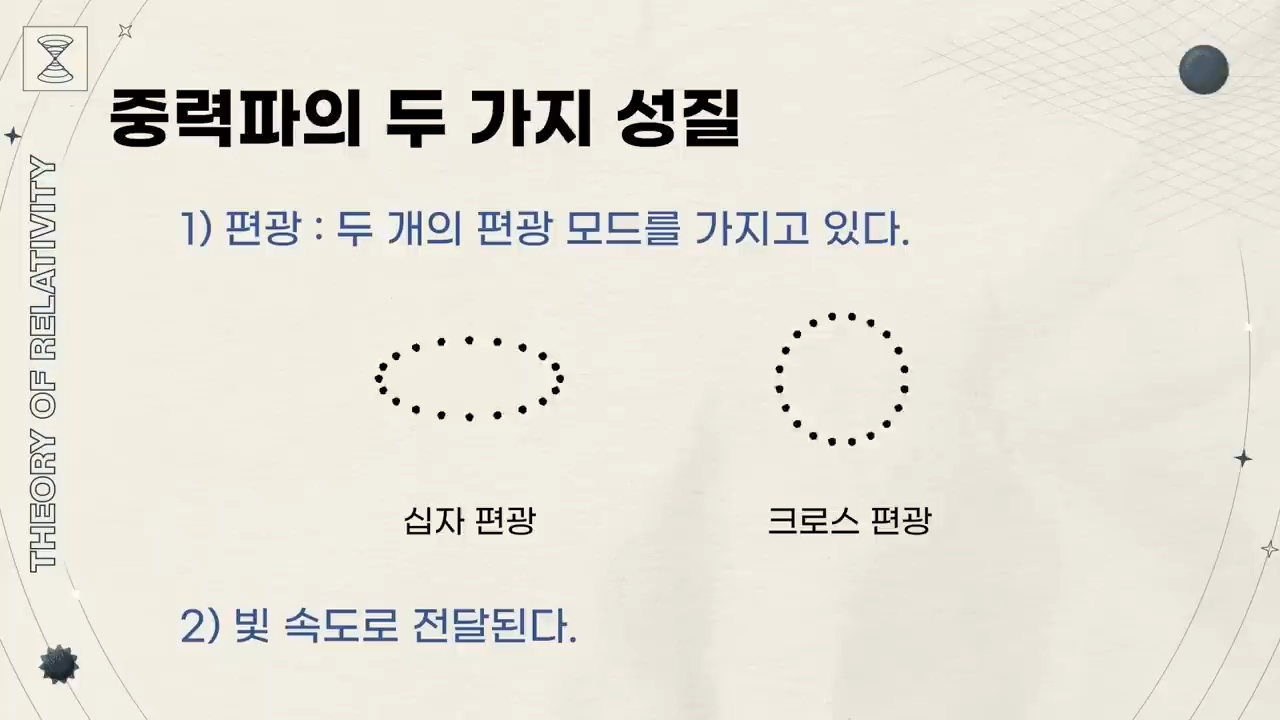 중력파의 두 가지 성질
THEORY OF RELATIVITY
1) 편광 : 두 개의 편광 모드를 가지고 있다.
십자 편광
크로스 편광
2) 빛 속도로 전달된다.